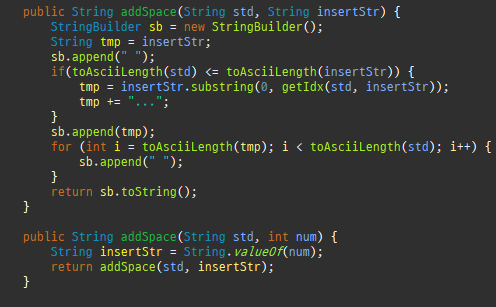 public String addSpace(String std, String insertStr) {
    StringBuilder sb = new StringBuilder();
    String tmp = insertStr;
    sb.append(" ");
    if(toAsciiLength(std) <= toAsciiLength(insertStr)) {
        tmp = insertStr.substring(0, getIdx(std, insertStr));
        tmp += "...";
    }
    sb.append(tmp);
    for (int i = toAsciiLength(tmp); i < toAsciiLength(std); i++) {
        sb.append(" ");
    }
    return sb.toString();
}

public String addSpace(String std, int num) {
    String insertStr = String.valueOf(num);
    return addSpace(std, insertStr);
}